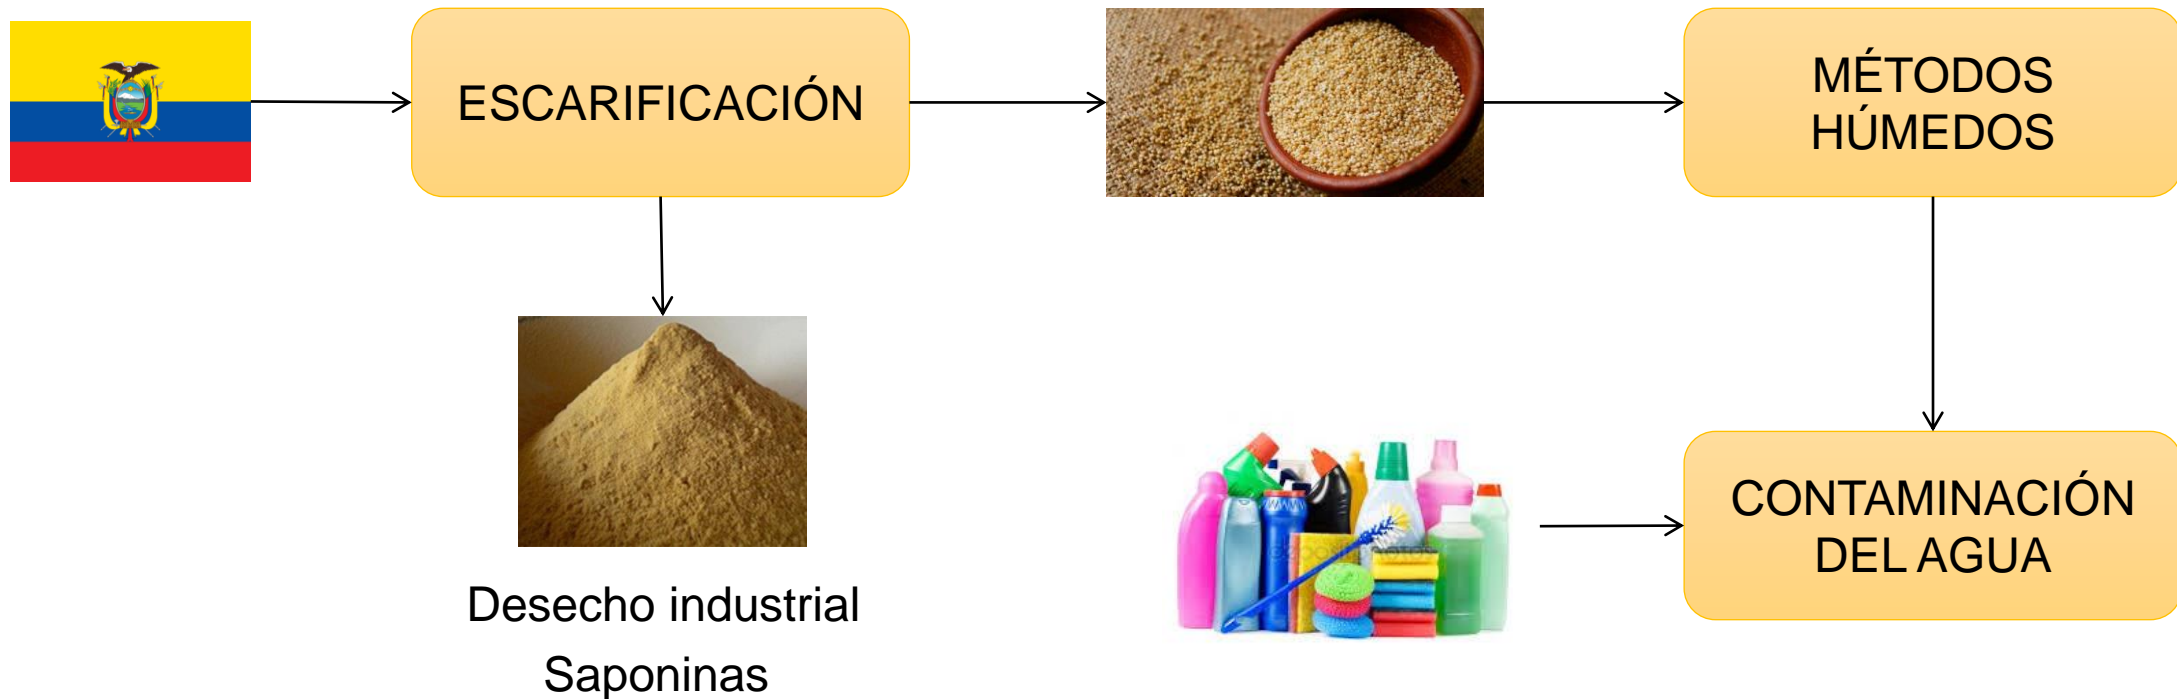 ESCARIFICACIÓN
MÉTODOS
HÚMEDOS
CONTAMINACIÓN
DEL AGUA
Desecho industrial
Saponinas